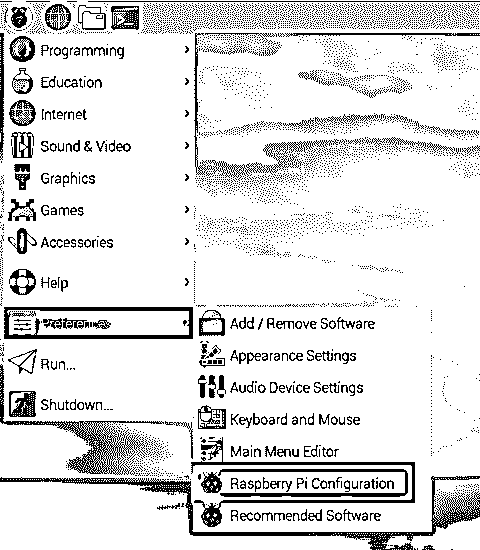 Programming
Education
Internet
Sound & Video
Graphics
Games
Accessories
Help
Preferences
Run...
Shutdown...
Add / Remove Software
Appearance Settings
Audio Device Settings
Keyboard and Mouse
Main Menu Editor
Raspberry Pi Configuration
Recommended Software